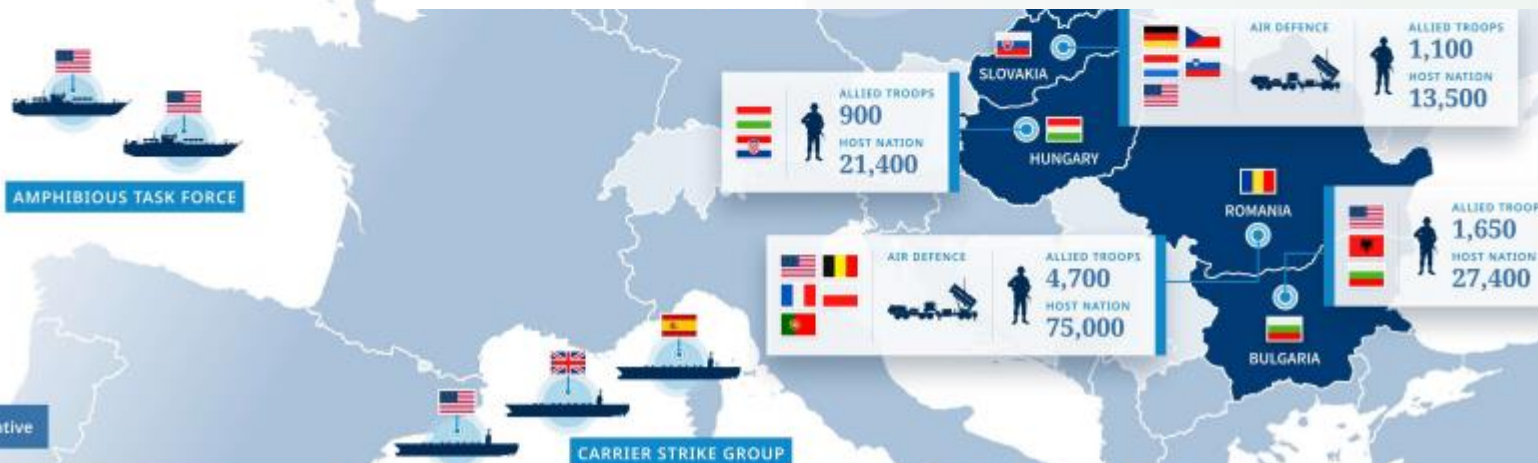 AMPHIBIOUS TASK FORCE
ALLIED TROOPS
900
HOST NATION
21,400
SLOVAKIA
HUNGARY
AIR DEFENCE
ALLIED TROOPS
1,100
HOST NATION
13,500
ROMANIA
ALLIED TROOP
1,650
HOST NATION
27,400
AIR DEFENCE
ALLIED TROOPS
4,700
HOST NATION
75,000
BULGARIA
CARRIER STRIKE GROUP